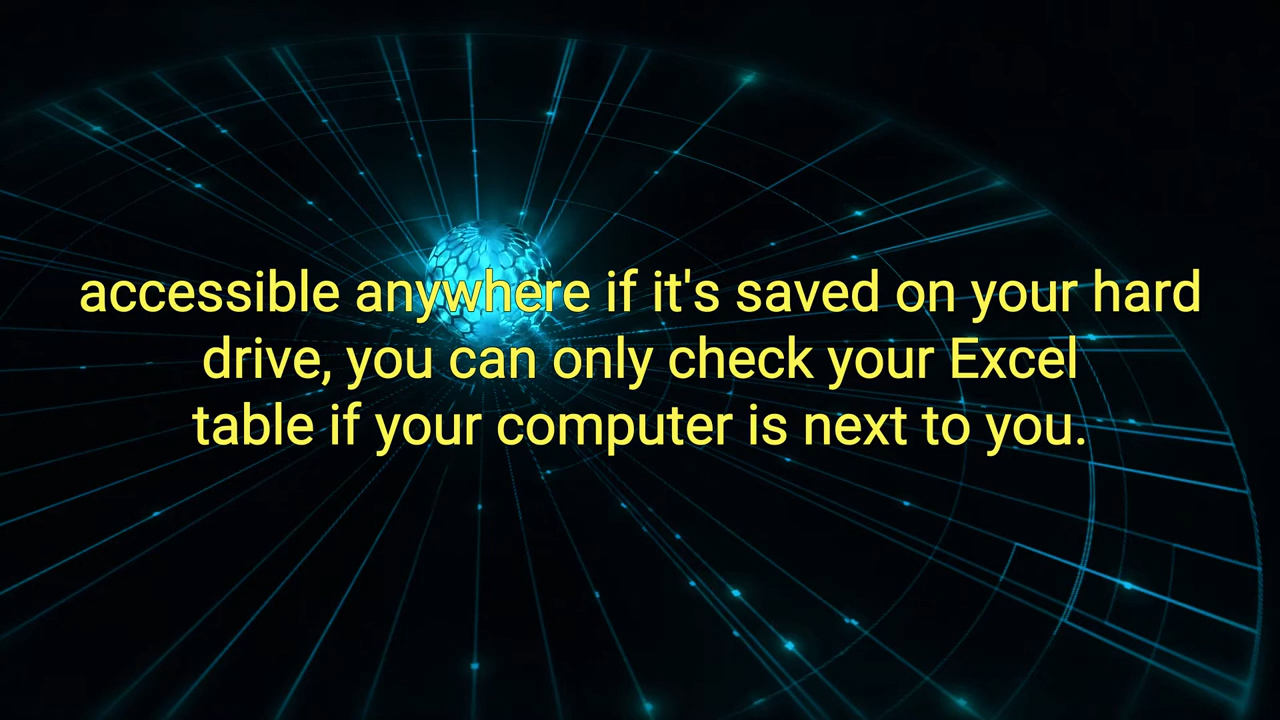 accessible anywhere if it's saved on your hard
drive, you can only check your Excel
table if your computer is next to you.